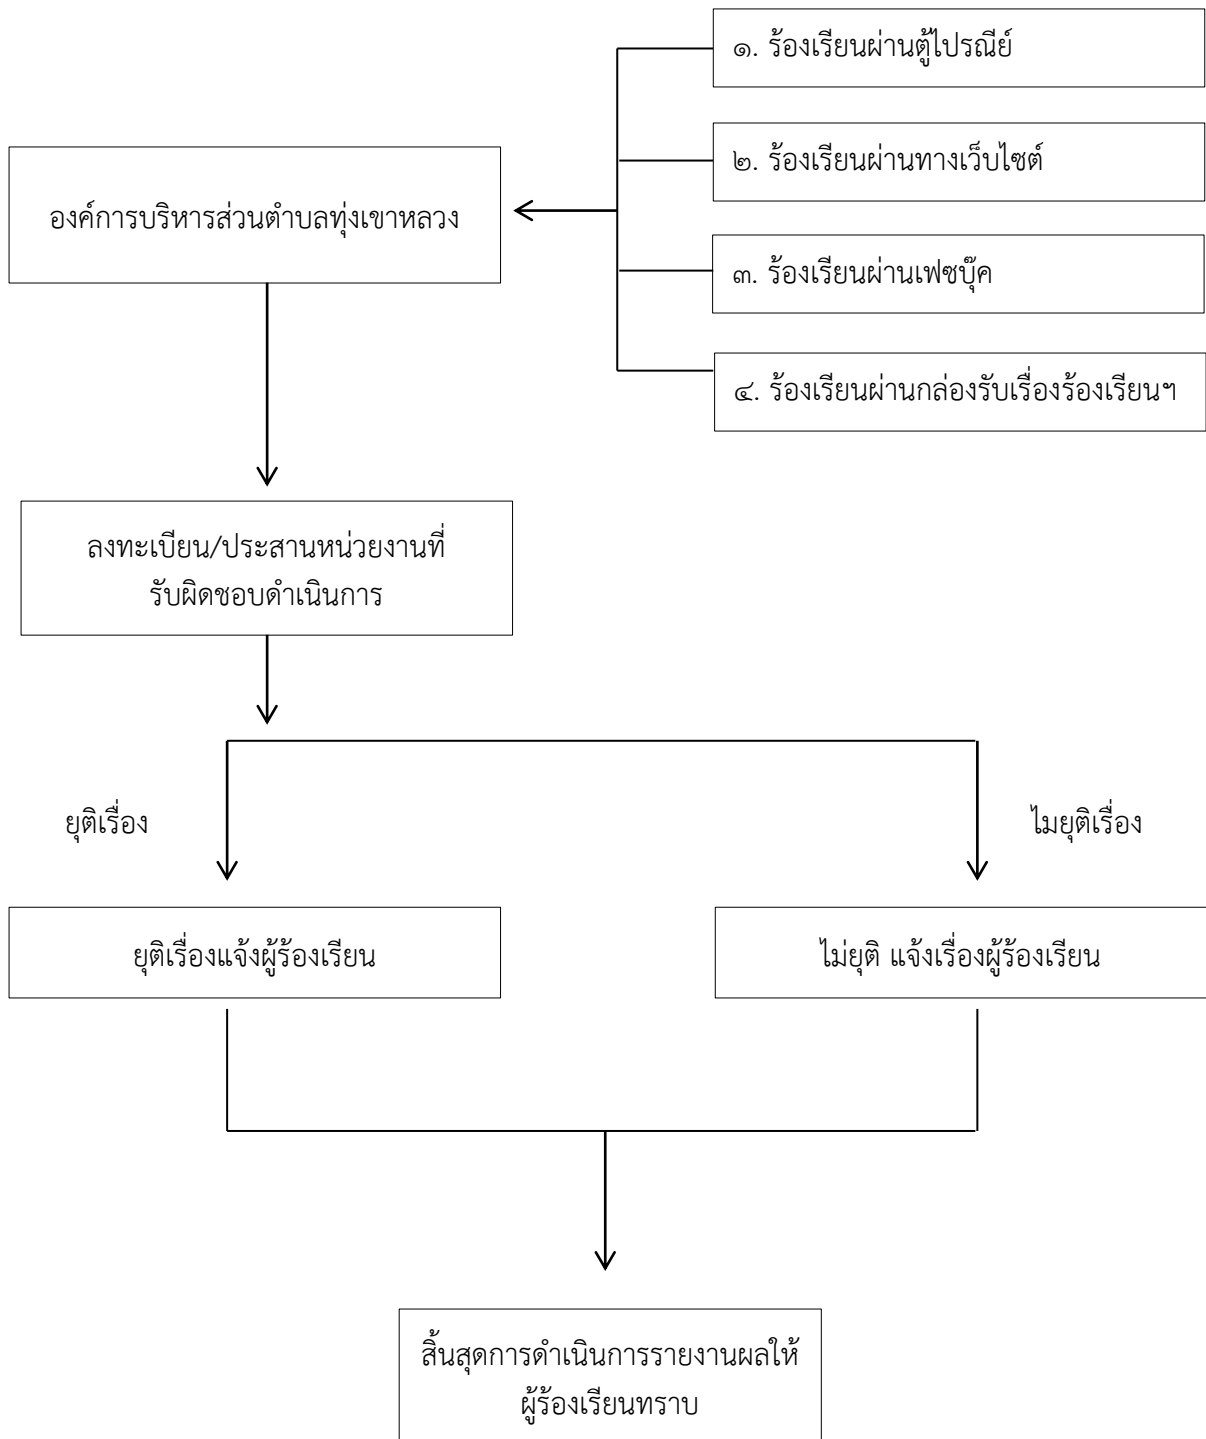 ๑. ร้องเรียนผ่านตู้ไปรณีย์
๒. ร้องเรียนผ่านทางเว็บไซต์
องค์การบริหารส่วนตำบลทุ่งเขาหลวง
๓. ร้องเรียนผ่านเฟซบุ๊ค
๔. ร้องเรียนผ่านกล่องรับเรื่องร้องเรียนฯ
ลงทะเบียน/ประสานหน่วยงานที่
รับผิดชอบดำเนินการ
ยุติเรื่อง
ไมยุติเรื่อง
ยุติเรื่องแจ้งผู้ร้องเรียน
ไม่ยุติ แจ้งเรื่องผู้ร้องเรียน
สิ้นสุดการดำเนินการรายงานผลให้
ผู้ร้องเรียนทราบ